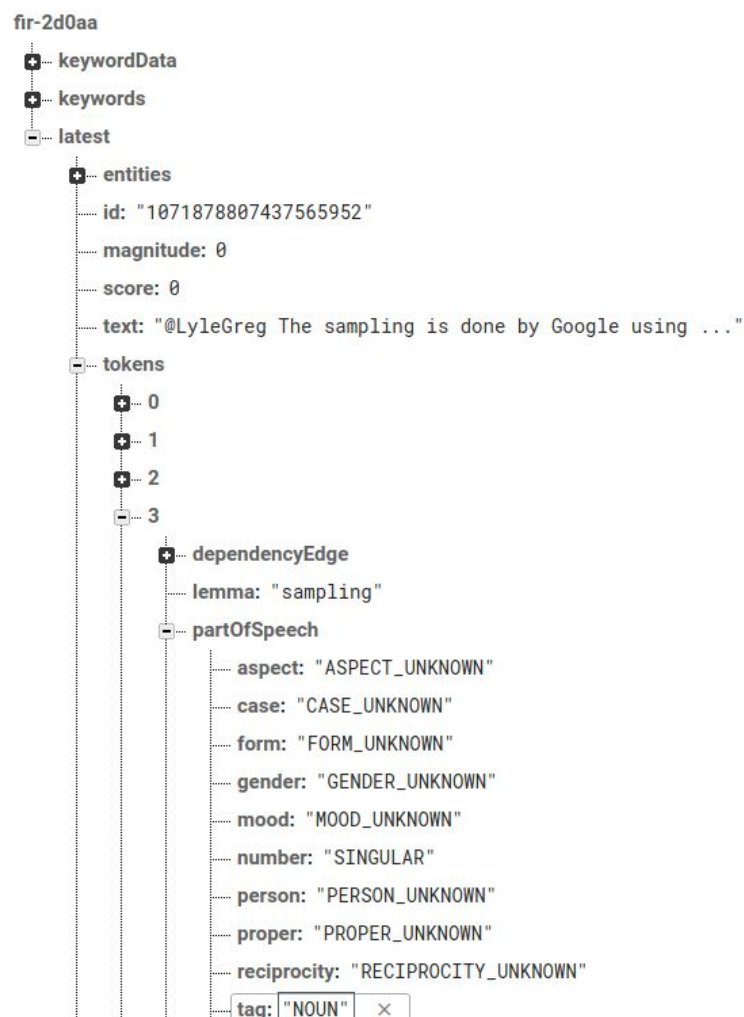 fir-2d0aa
keywordData
keywords
latest
entities
id: "1071878807437565952"
magnitude: 0
score: 0
text: "@LyleGreg The sampling is done by Google using ..."
tokens
0
1
2
3
dependencyEdge
lemma: "sampling"
partOfSpeech
aspect: "ASPECT_UNKNOWN"
case: "CASE_UNKNOWN"
form: "FORM_UNKNOWN"
gender: "GENDER_UNKNOWN"
mood: "MOOD_UNKNOWN"
number: "SINGULAR"
person: "PERSON_UNKNOWN"
proper: "PROPER_UNKNOWN"
reciprocity: "RECIPROCITY_UNKNOWN"
tag: "NOUN" ×